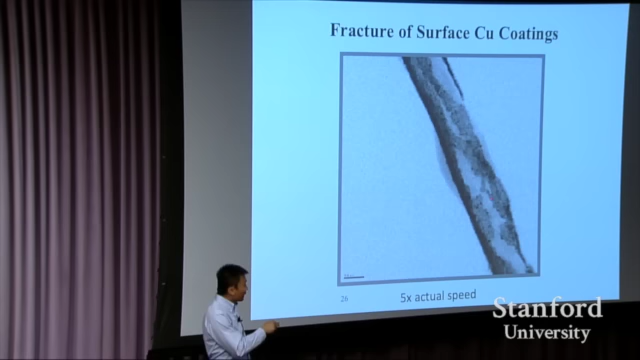 Fracture of Surface Cu Coatings
26
5x actual speed
Stanford
University